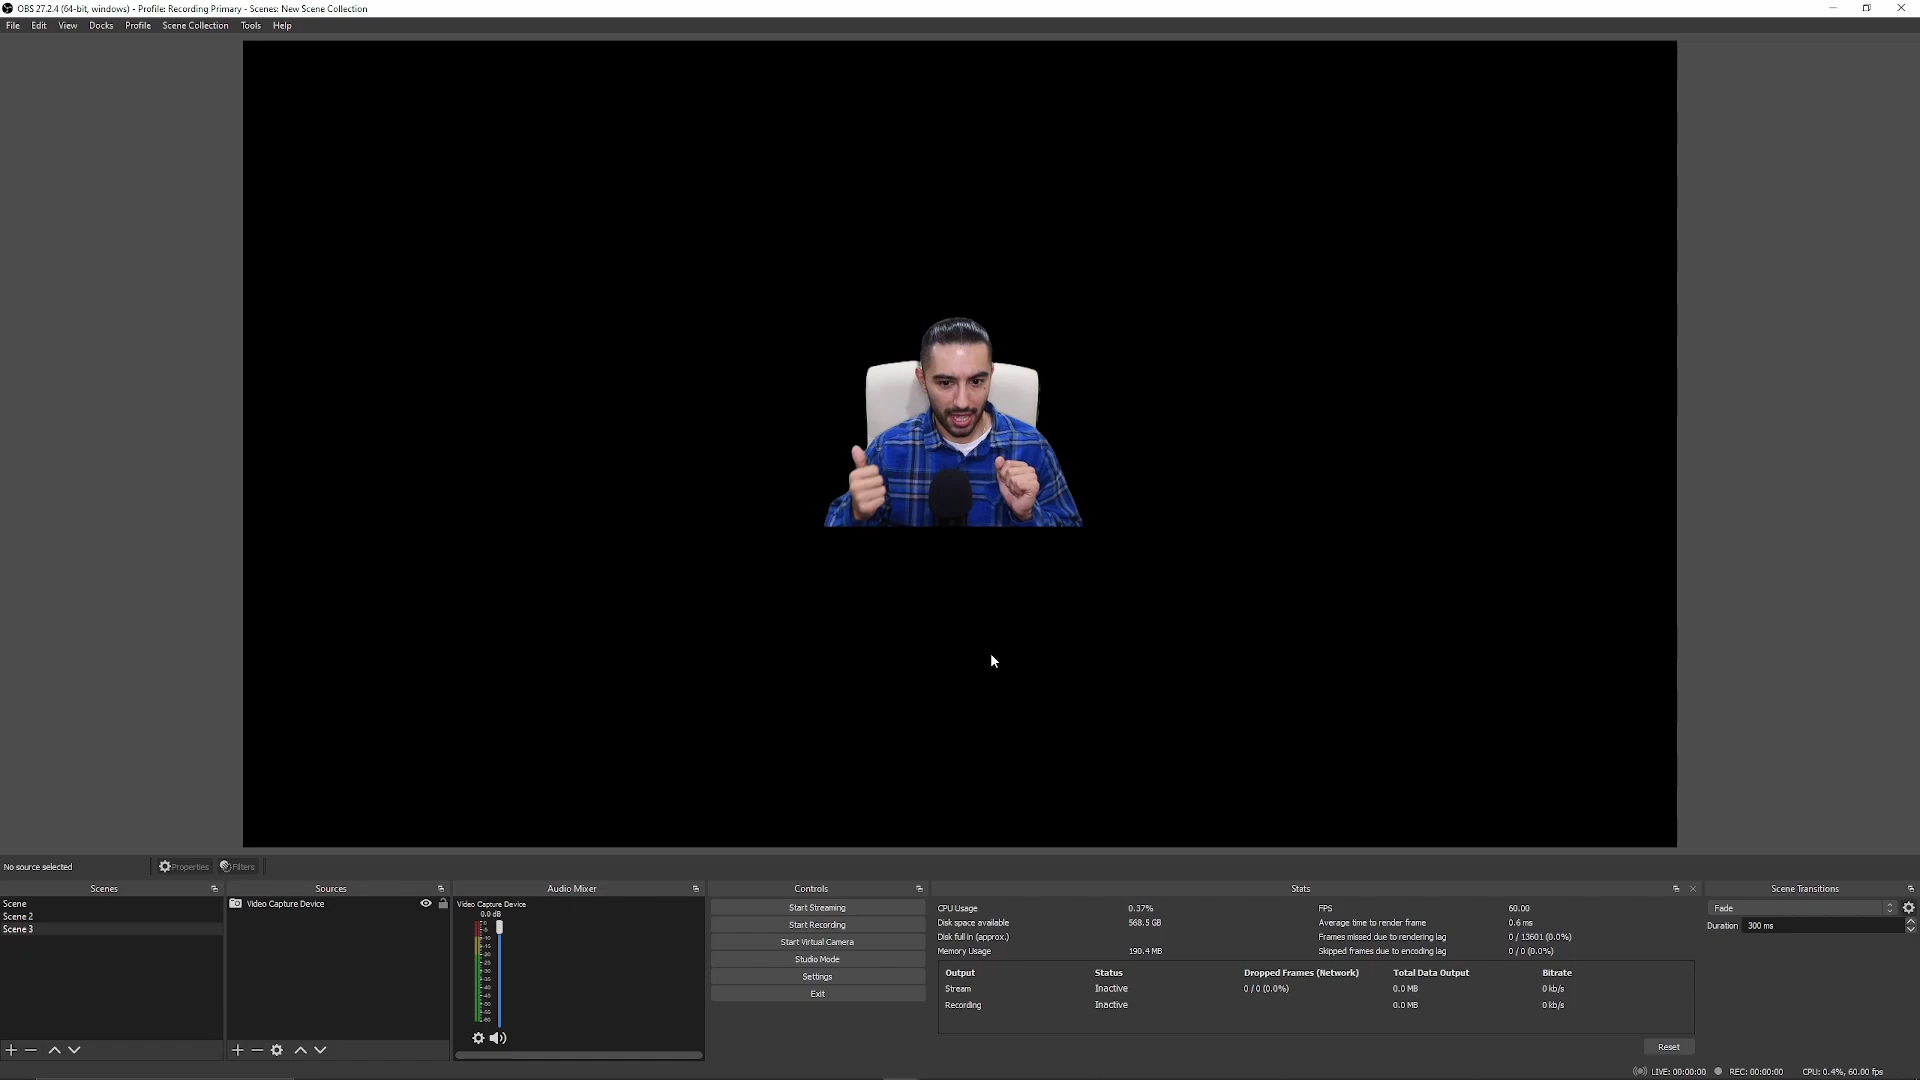 OBS 27.2.4 (64-bit, windows) - Profile: Recording Primary - Scenes: New Scene Collection
File Edit View Docks Profile Scene Collection Tools Help
No source selected Properties Filters
Scenes
Scene
Scene 2
Scene 3
Sources
Video Capture Device
Audio Mixer
Video Capture Device
0.0 dB
Controls
Start Streaming
Start Recording
Start Virtual Camera
Studio Mode
Settings
Exit
Stats
CPU Usage 0.37%
Disk space available 568.5 GB
Disk full in (approx.)
Memory Usage 190.4 MB
FPS 60.00
Average time to render frame 0.6 ms
Frames missed due to rendering lag 0 / 13601 (0.0%)
Skipped frames due to encoding lag 0 / 0 (0.0%)
Output Status Dropped Frames (Network) Total Data Output Bitrate
Stream Inactive 0 / 0 (0.0%) 0.0 MB 0 kb/s
Recording Inactive 0.0 MB 0 kb/s
Reset
Scene Transitions
Fade
Duration 300 ms
LIVE: 00:00:00 REC: 00:00:00 CPU: 0.4%, 60.00 fps